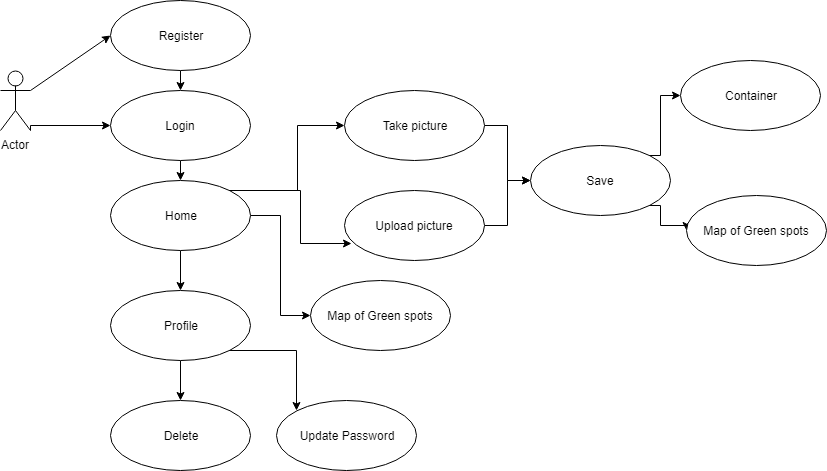 Register
Container
Take picture
Login
Actor
Save
Home
Upload picture
Map of Green spots
Map of Green spots
Profile
Delete
Update Password